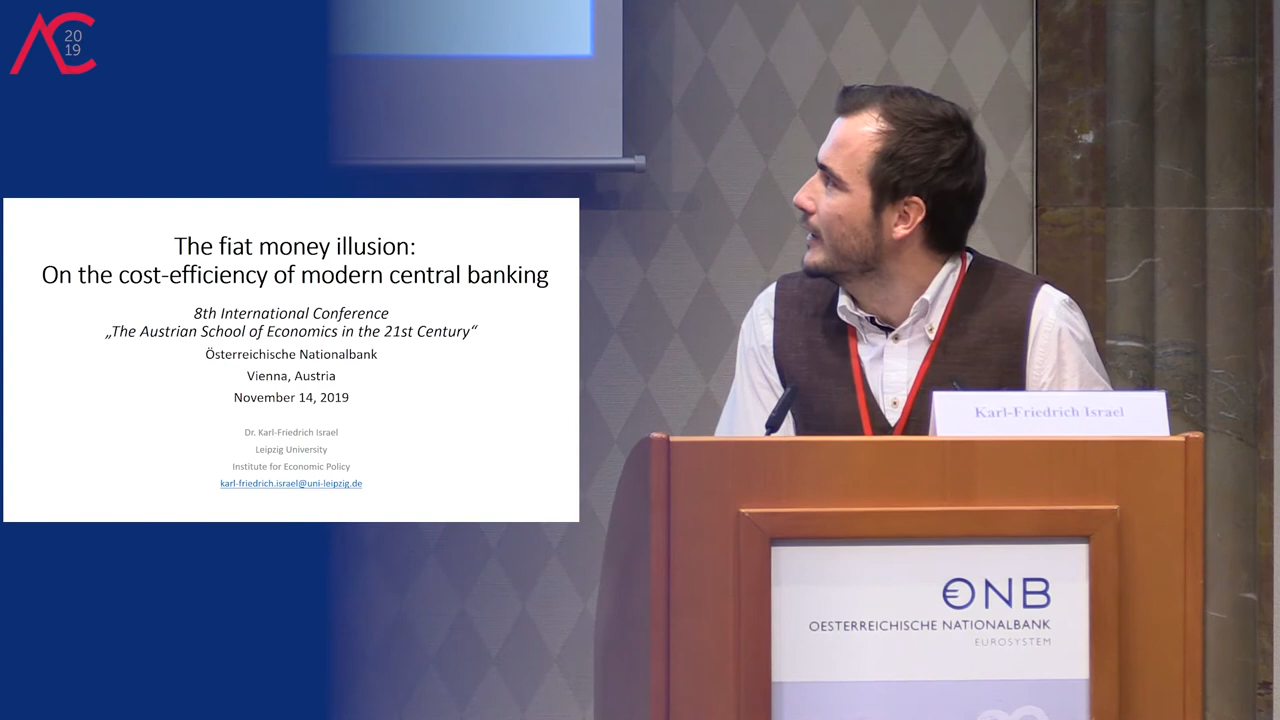 AC
20
19
The fiat money illusion:
On the cost-efficiency of modern central banking
8th International Conference
„The Austrian School of Economics in the 21st Century“
Österreichische Nationalbank
Vienna, Austria
November 14, 2019
Dr. Karl-Friedrich Israel
Leipzig University
Institute for Economic Policy
karl-friedrich.israel@uni-leipzig.de
Karl-Friedrich Israel
€NB
OESTERREICHISCHE NATIONALBANK
EUROSYSTEM